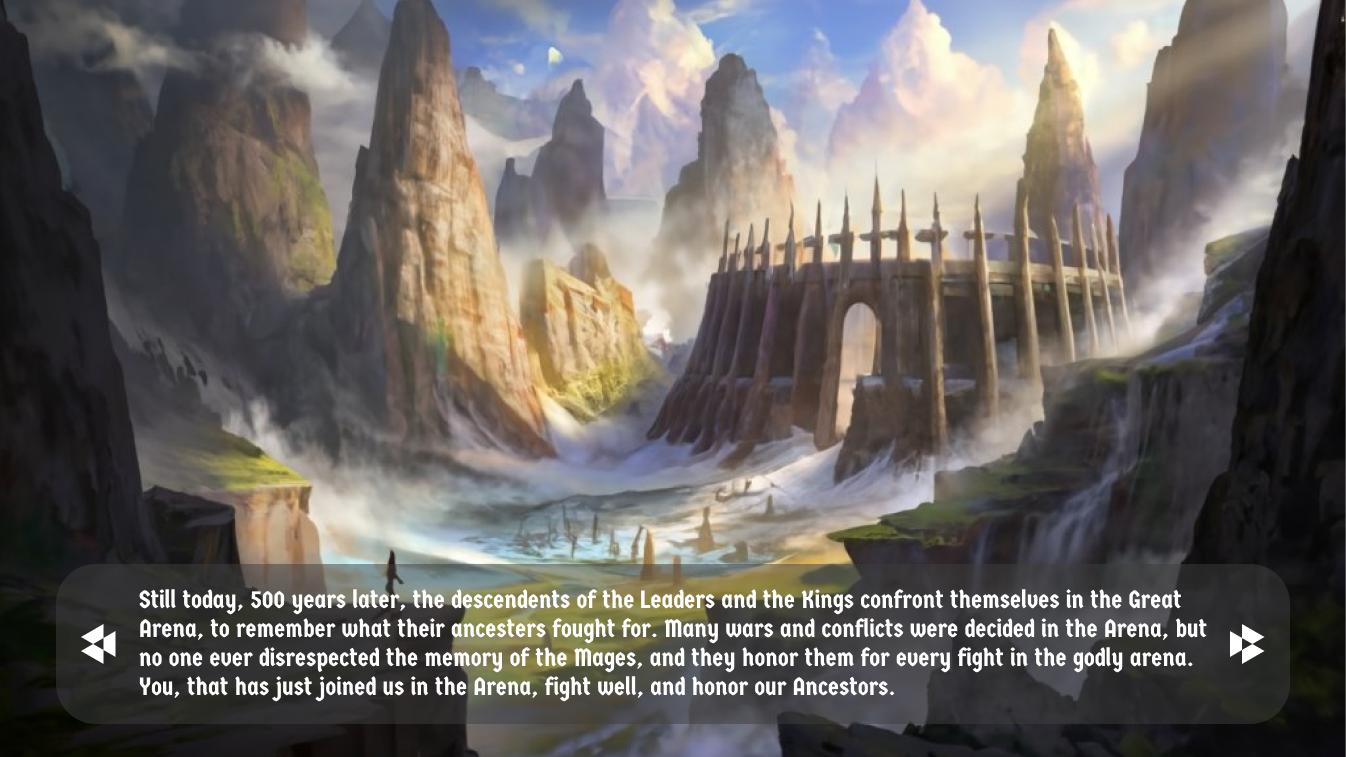 Still today, 500 years later, the descendents of the Leaders and the Kings confront themselves in the Great
Arena, to remember what their ancesters fought for. Many wars and conflicts were decided in the Arena, but
no one ever disrespected the memory of the Mages, and they honor them for every fight in the godly arena.
You, that has just joined us in the Arena, fight well, and honor our Ancestors.